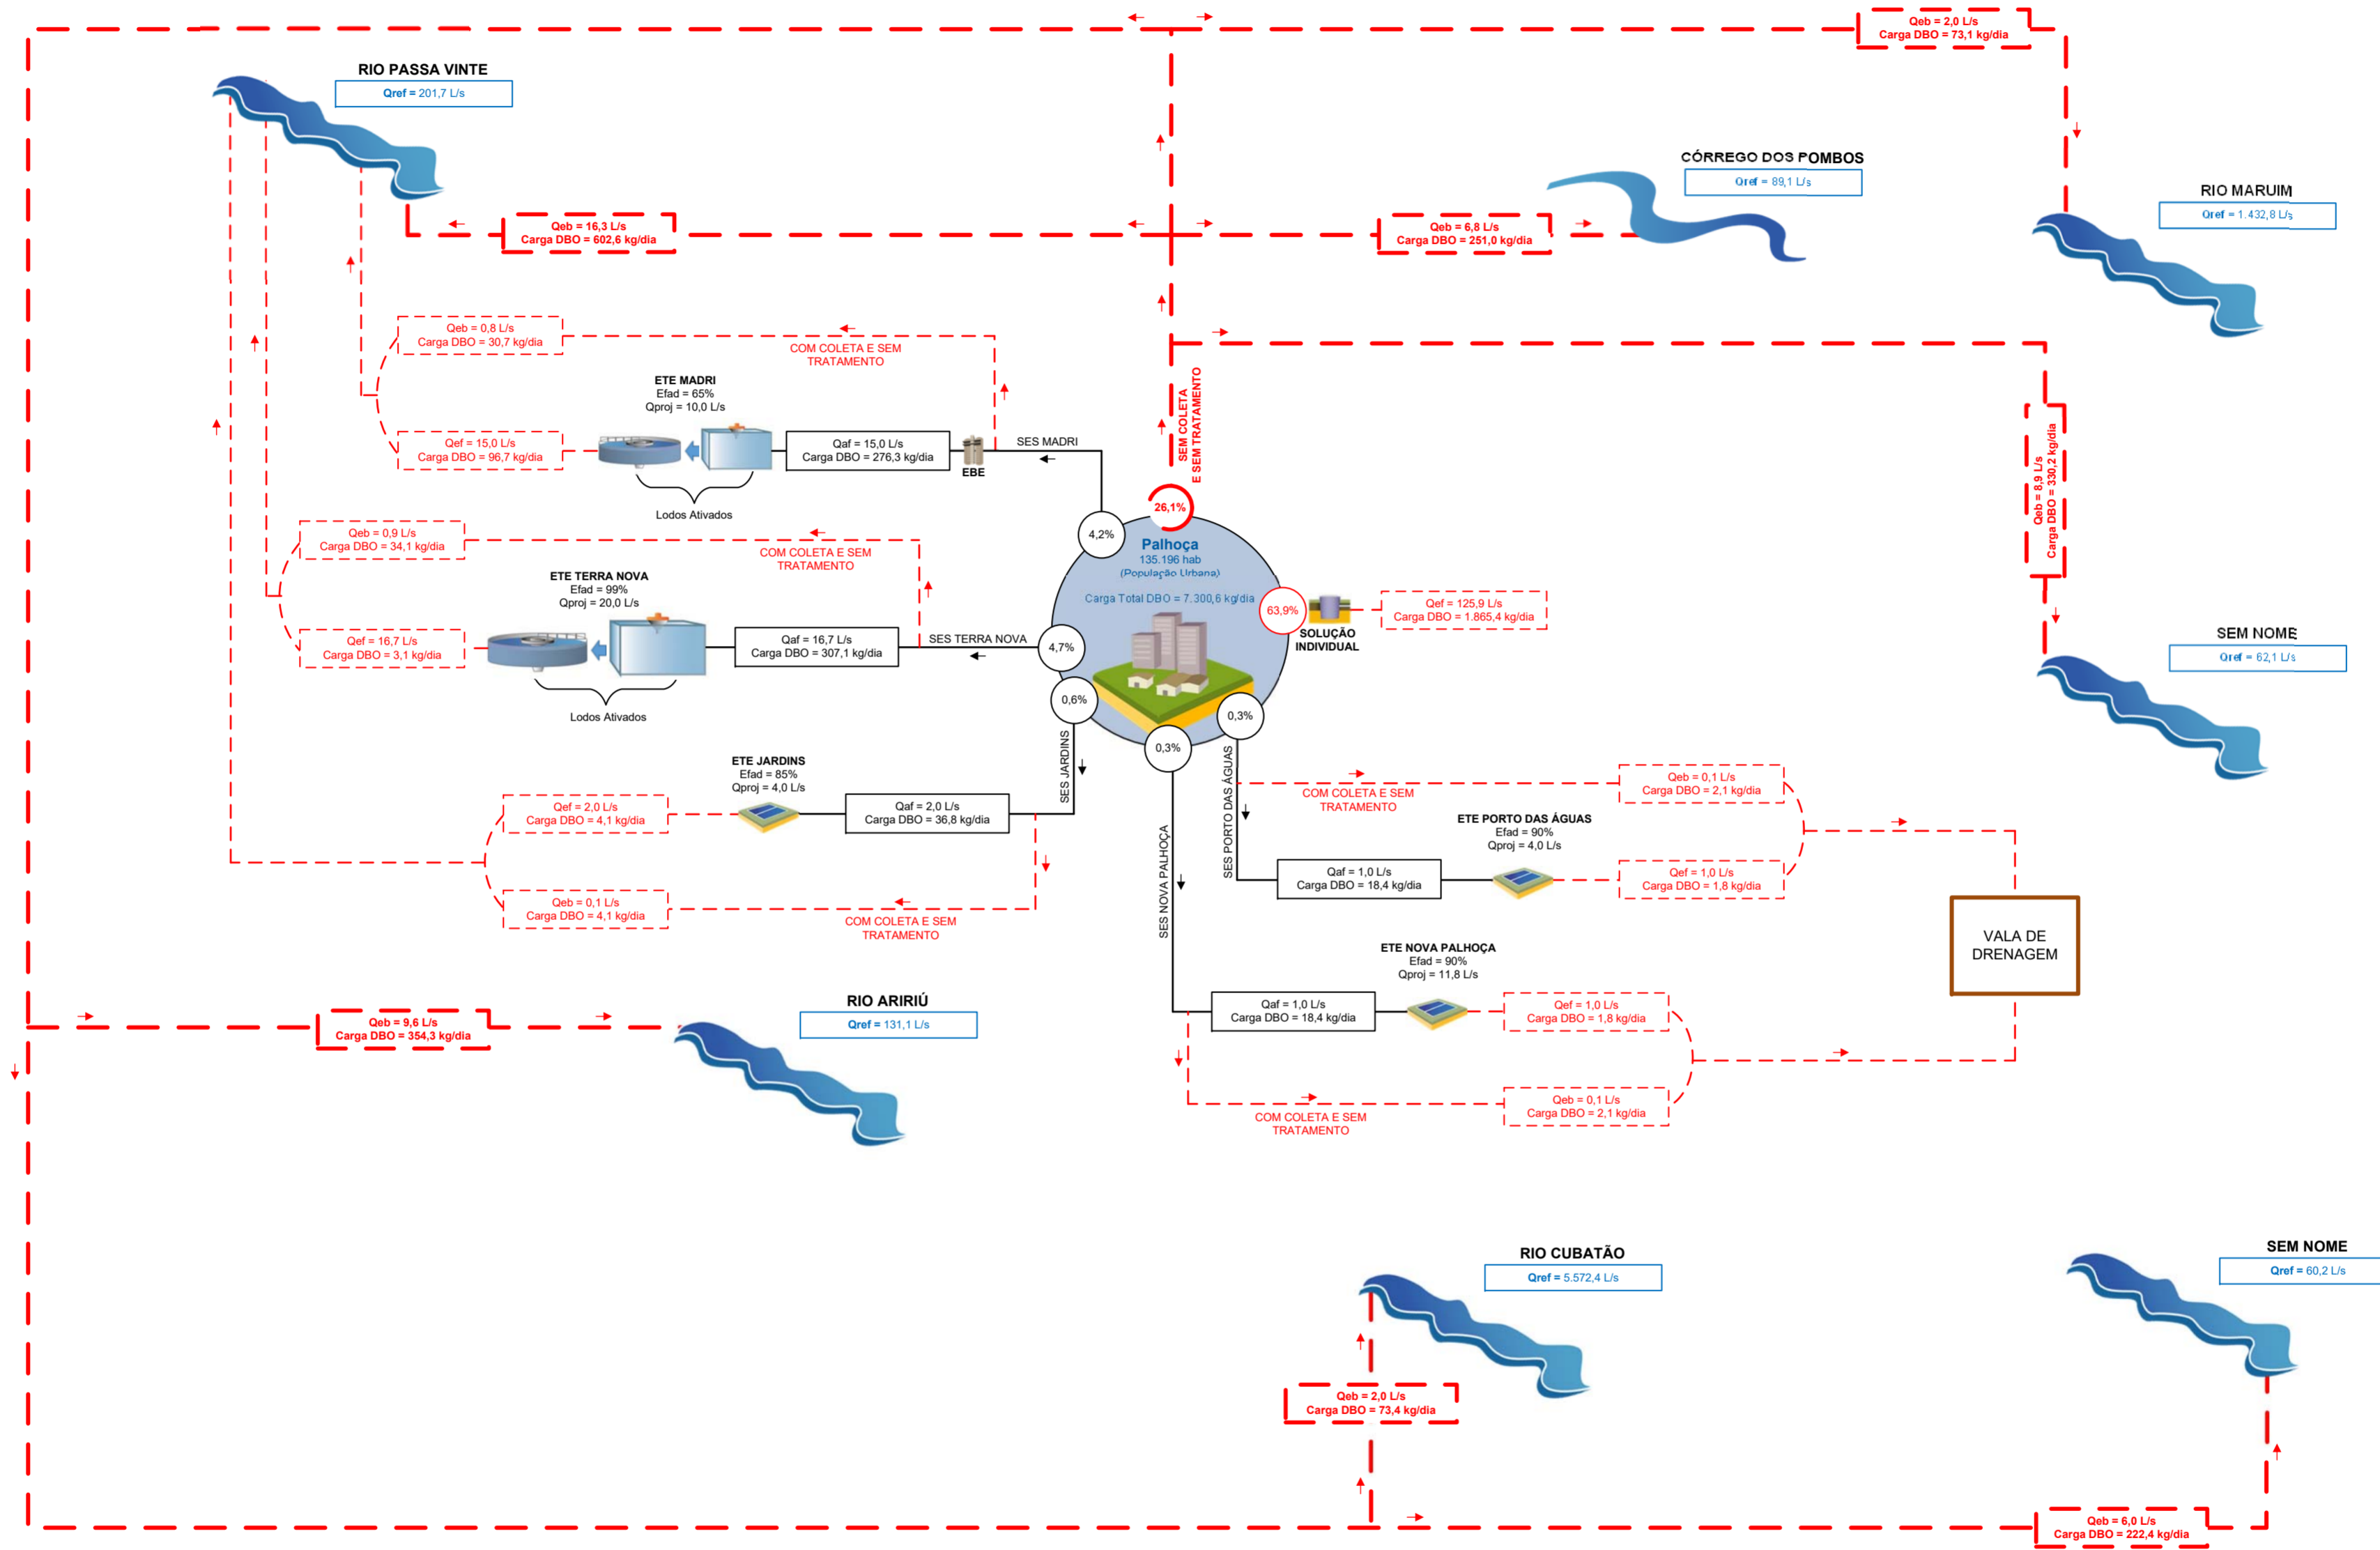 Qeb = 2,0 L/s
Carga DBO = 73,1 kg/dia
RIO PASSA VINTE
Qref = 201,7 L/s
CÓRREGO DOS POMBOS
Qref = 89,1 L/s
RIO MARUIM
Qref = 1.432,8 L/s
Qeb = 16,3 L/s
Carga DBO = 602,6 kg/dia
Qeb = 6,8 L/s
Carga DBO = 251,0 kg/dia
Qeb = 0,8 L/s
Carga DBO = 30,7 kg/dia
COM COLETA E SEM
TRATAMENTO
ETE MADRI
Efad = 65%
Qproj = 10,0 L/s
Qef = 15,0 L/s
Carga DBO = 96,7 kg/dia
Qaf = 15,0 L/s
Carga DBO = 276,3 kg/dia
EBE
SES MADRI
Lodos Ativados
SEM COLETA
E SEM TRATAMENTO
Qeb = 8,9 L/s
Carga DBO = 330,2 kg/dia
26,1%
4,2%
Palhoça
135.196 hab
(População Urbana)
Carga Total DBO = 7.300,6 kg/dia
Qeb = 0,9 L/s
Carga DBO = 34,1 kg/dia
COM COLETA E SEM
TRATAMENTO
ETE TERRA NOVA
Efad = 99%
Qproj = 20,0 L/s
Qef = 16,7 L/s
Carga DBO = 3,1 kg/dia
Qaf = 16,7 L/s
Carga DBO = 307,1 kg/dia
SES TERRA NOVA
4,7%
Lodos Ativados
63,9%
SOLUÇÃO
INDIVIDUAL
Qef = 125,9 L/s
Carga DBO = 1.865,4 kg/dia
SEM NOME
Qref = 62,1 L/s
0,6%
0,3%
0,3%
SES JARDINS
ETE JARDINS
Efad = 85%
Qproj = 4,0 L/s
Qef = 2,0 L/s
Carga DBO = 4,1 kg/dia
Qaf = 2,0 L/s
Carga DBO = 36,8 kg/dia
Qeb = 0,1 L/s
Carga DBO = 4,1 kg/dia
COM COLETA E SEM
TRATAMENTO
SES PORTO DAS ÁGUAS
COM COLETA E SEM
TRATAMENTO
Qeb = 0,1 L/s
Carga DBO = 2,1 kg/dia
ETE PORTO DAS ÁGUAS
Efad = 90%
Qproj = 4,0 L/s
Qaf = 1,0 L/s
Carga DBO = 18,4 kg/dia
Qef = 1,0 L/s
Carga DBO = 1,8 kg/dia
SES NOVA PALHOÇA
ETE NOVA PALHOÇA
Efad = 90%
Qproj = 11,8 L/s
Qaf = 1,0 L/s
Carga DBO = 18,4 kg/dia
Qef = 1,0 L/s
Carga DBO = 1,8 kg/dia
COM COLETA E SEM
TRATAMENTO
Qeb = 0,1 L/s
Carga DBO = 2,1 kg/dia
VALA DE
DRENAGEM
Qeb = 9,6 L/s
Carga DBO = 354,3 kg/dia
RIO ARIRIÚ
Qref = 131,1 L/s
RIO CUBATÃO
Qref = 5.572,4 L/s
SEM NOME
Qref = 60,2 L/s
Qeb = 2,0 L/s
Carga DBO = 73,4 kg/dia
Qeb = 6,0 L/s
Carga DBO = 222,4 kg/dia